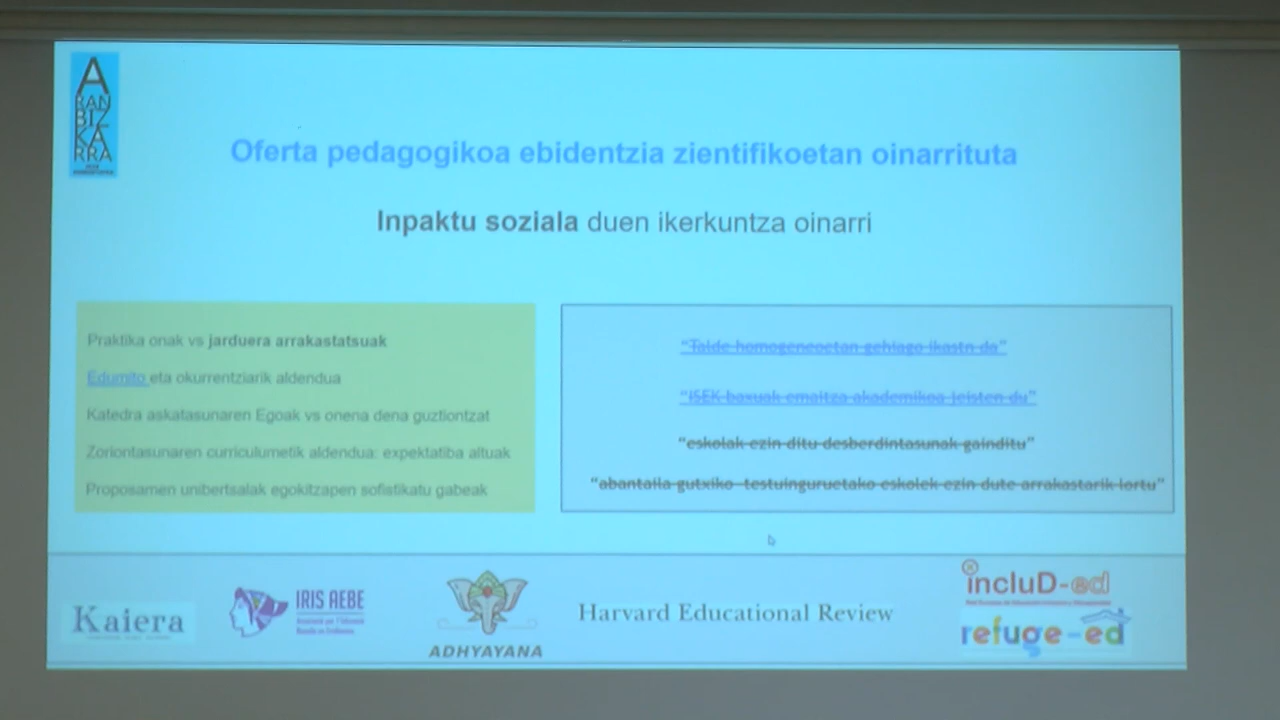 ARANBIZKARRA
Oferta pedagogikoa ebidentzia zientifikoetan oinarrituta
Inpaktu soziala duen ikerkuntza oinarri
Praktika onak vs jarduera arrakastatsuak
Edumito eta okurrentziarik aldendua
Katedra askatasunaren Egoak vs onena dena guztiontzat
Zoriontasunaren curriculumetik aldendua: expektatiba altuak
Proposamen unibertsalak egokitzapen sofistikatu gabeak
“Talde homogeneoetan gehiago ikastn da”
“ISEK baxuak emaitza akademikoa jeisten du”
“eskolak ezin ditu desberdintasunak gainditu”
“abantaila gutxiko testuinguruetako eskolek ezin dute arrakastarik lortu”
Kaiera
IRIS AEBE
ADHYAYANA
Harvard Educational Review
incluD-ed
refuge-ed